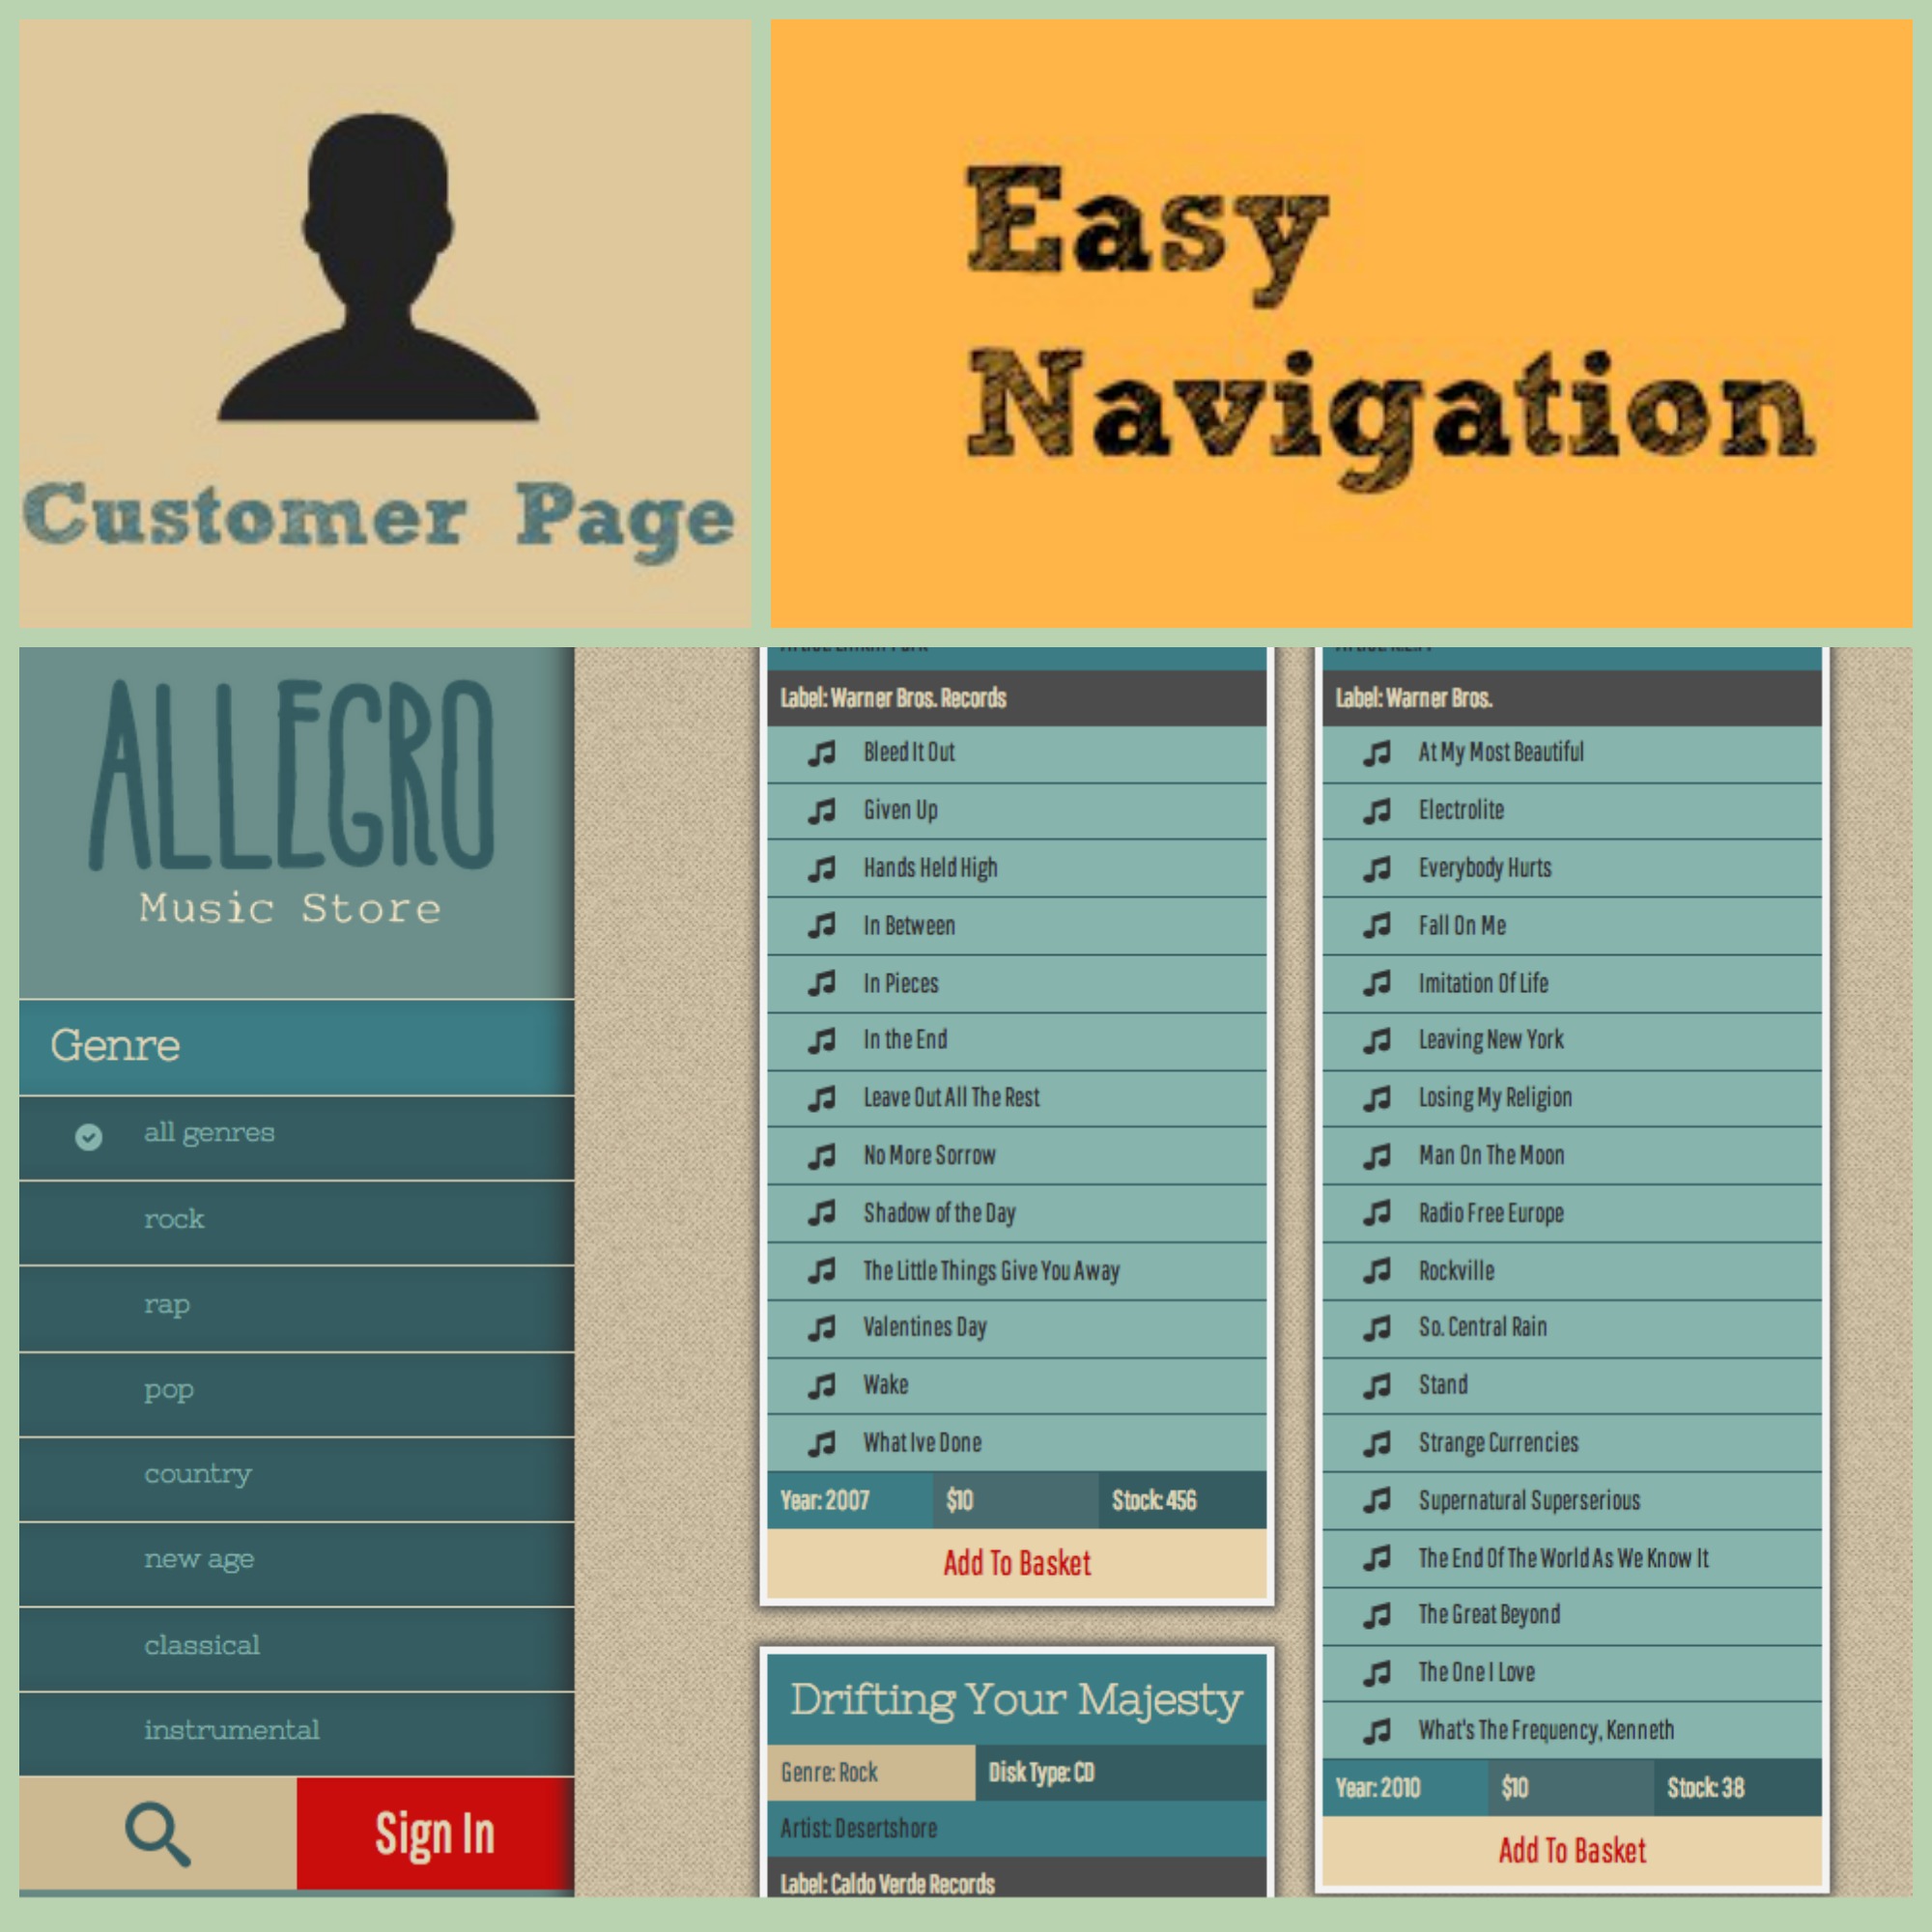 Customer Page
Easy
Navigation
ALLEGRO
Music Store
Genre
all genres
rock
rap
pop
country
new age
classical
instrumental
Sign In
Label: Warner Bros. Records
Bleed It Out
Given Up
Hands Held High
In Between
In Pieces
In the End
Leave Out All The Rest
No More Sorrow
Shadow of the Day
The Little Things Give You Away
Valentines Day
Wake
What Ive Done
Year: 2007 $10 Stock: 456
Add To Basket
Drifting Your Majesty
Genre: Rock Disk Type: CD
Artist: Desertshore
Label: Caldo Verde Records
Label: Warner Bros.
At My Most Beautiful
Electrolite
Everybody Hurts
Fall On Me
Imitation Of Life
Leaving New York
Losing My Religion
Man On The Moon
Radio Free Europe
Rockville
So. Central Rain
Stand
Strange Currencies
Supernatural Superserious
The End Of The World As We Know It
The Great Beyond
The One I Love
What's The Frequency, Kenneth
Year: 2010 $10 Stock: 38
Add To Basket